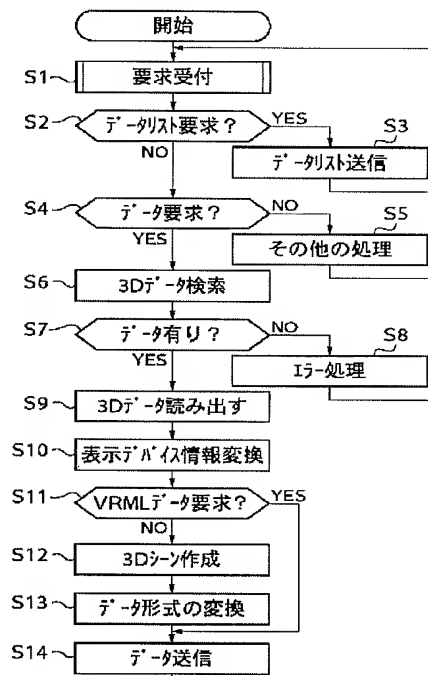 開始
S1 要求受付
S2 データリスト要求? YES S3
NO データリスト送信
S4 データ要求? NO S5
YES その他の処理
S6 3Dデータ検索
S7 データ有り? NO S8
YES エラー処理
S9 3Dデータ読み出す
S10 表示デバイス情報変換
S11 VRMLデータ要求? YES
NO
S12 3Dシーン作成
S13 データ形式の変換
S14 データ送信